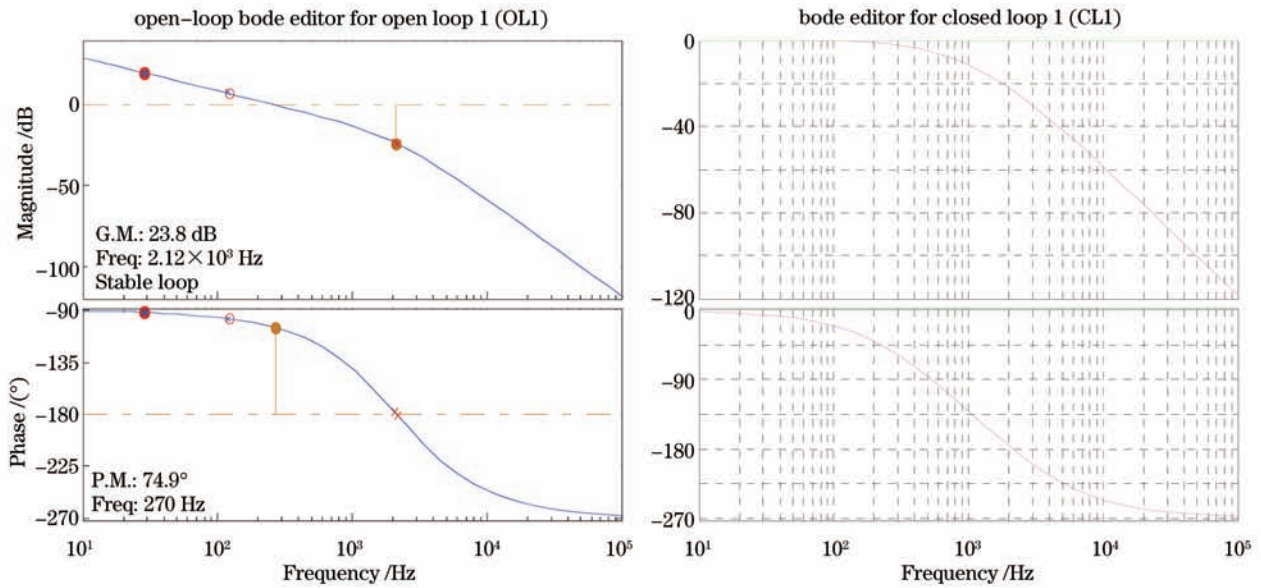 open-loop bode editor for open loop 1 (OL1)
Magnitude /dB
0
-50
-100
G.M.: 23.8 dB
Freq: 2.12×10³ Hz
Stable loop
Phase /(°)
-90
-135
-180
-225
-270
P.M.: 74.9°
Freq: 270 Hz
10¹ 10² 10³ 10⁴ 10⁵
Frequency /Hz
bode editor for closed loop 1 (CL1)
0
-40
-80
-120
0
-90
-180
-270
10¹ 10² 10³ 10⁴ 10⁵
Frequency /Hz